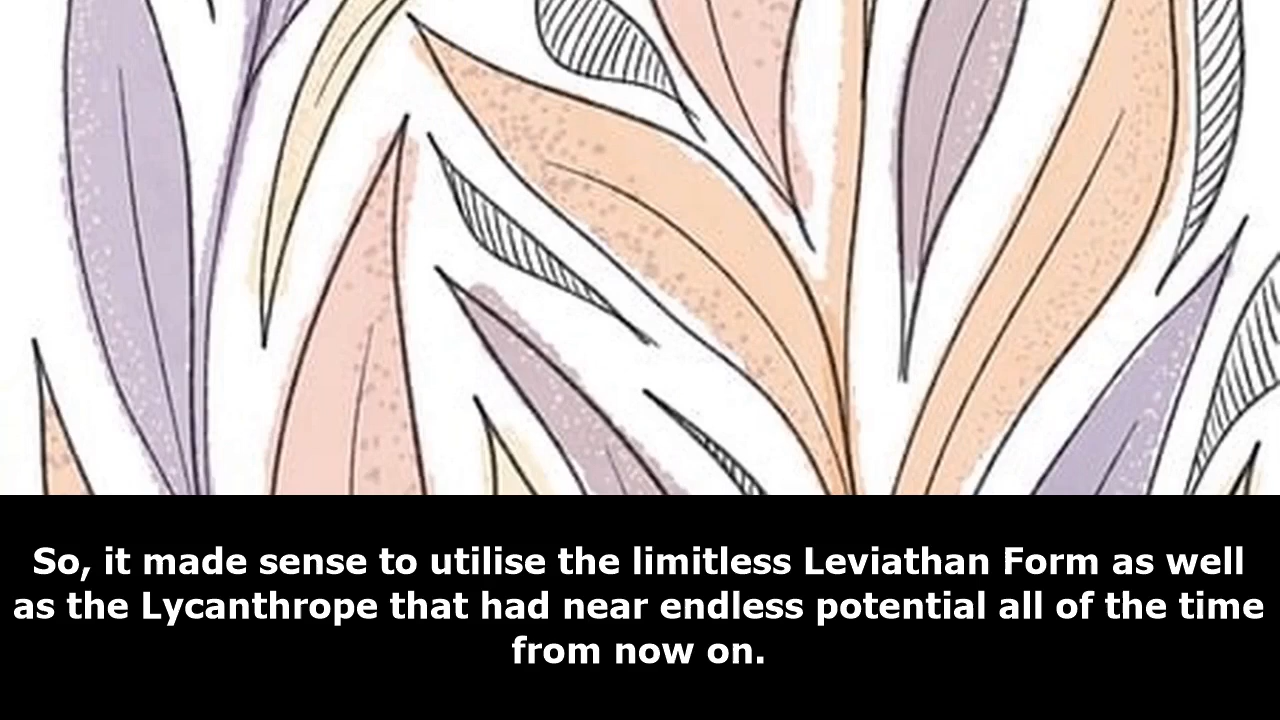 So, it made sense to utilise the limitless Leviathan Form as well
as the Lycanthrope that had near endless potential all of the time
from now on.